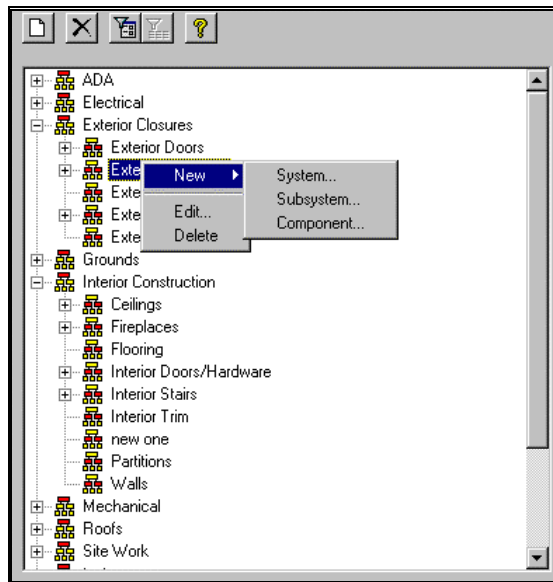 ADA
Electrical
Exterior Closures
Exterior Doors
Exte New System...
Subsystem...
Exte
Component...
Exte Edit...
Exte Delete
Grounds
Interior Construction
Ceilings
Fireplaces
Flooring
Interior Doors/Hardware
Interior Stairs
Interior Trim
new one
Partitions
Walls
Mechanical
Roofs
Site Work